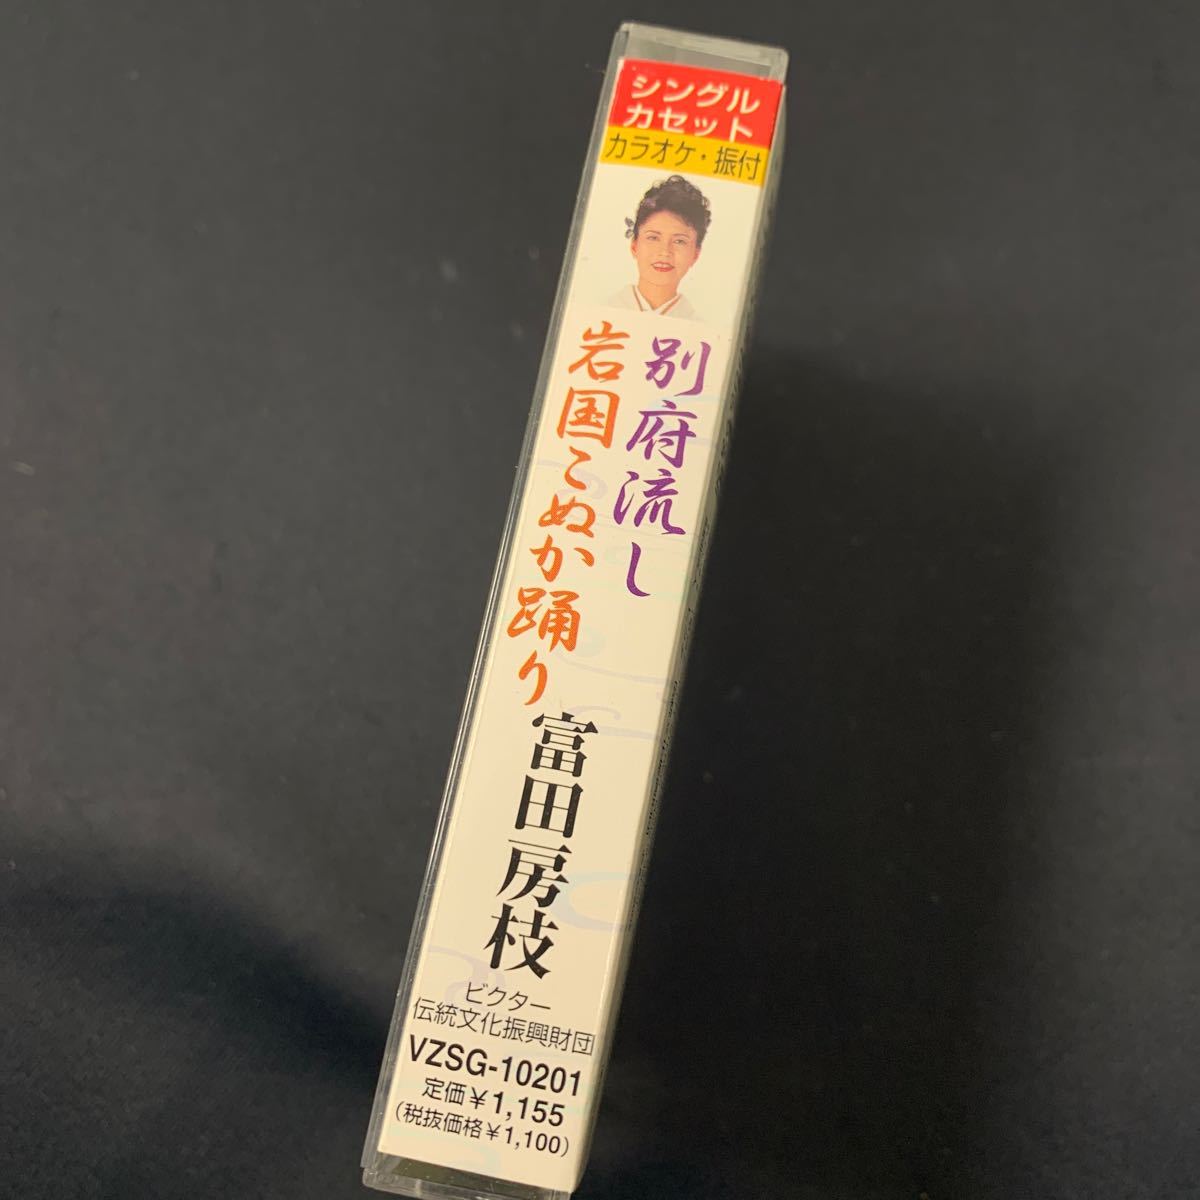 シングル
カセット
カラオケ・振付
別府流し
岩国こぬか踊り
富田房枝
ビクター
伝統文化振興財団
VZSG-10201
定価￥1,155
(税抜価格￥1,100)